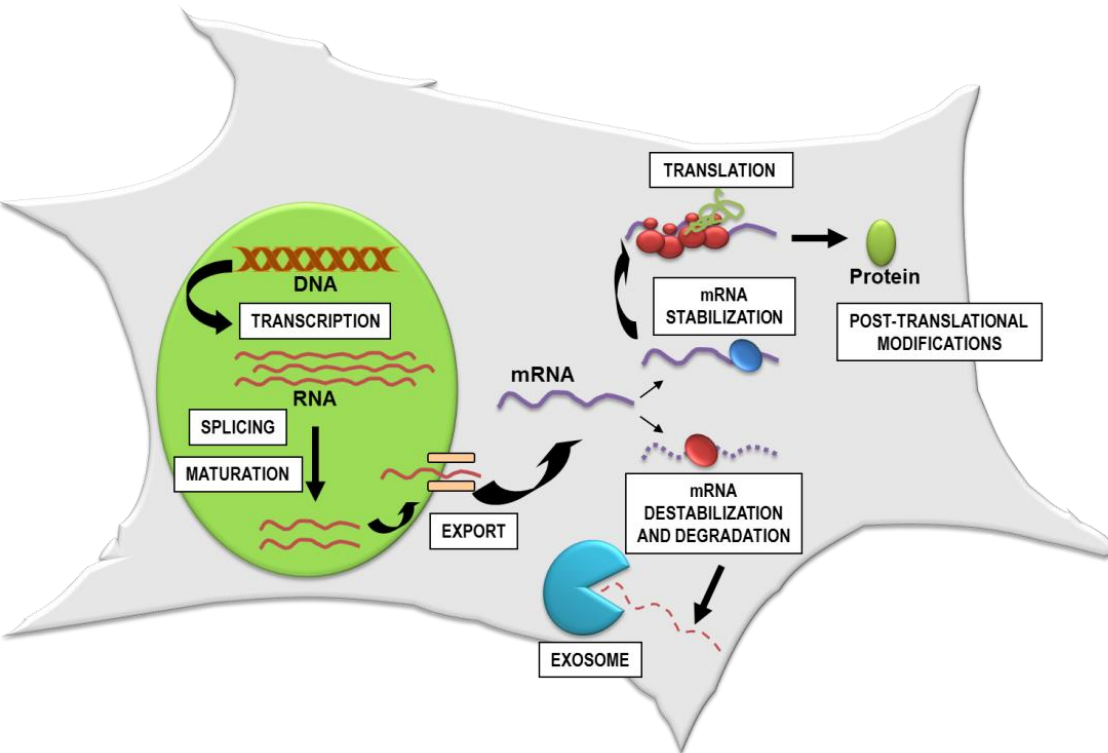 DNA
TRANSCRIPTION
RNA
SPLICING
MATURATION
EXPORT
mRNA
TRANSLATION
mRNA
STABILIZATION
Protein
POST-TRANSLATIONAL
MODIFICATIONS
mRNA
DESTABILIZATION
AND DEGRADATION
EXOSOME